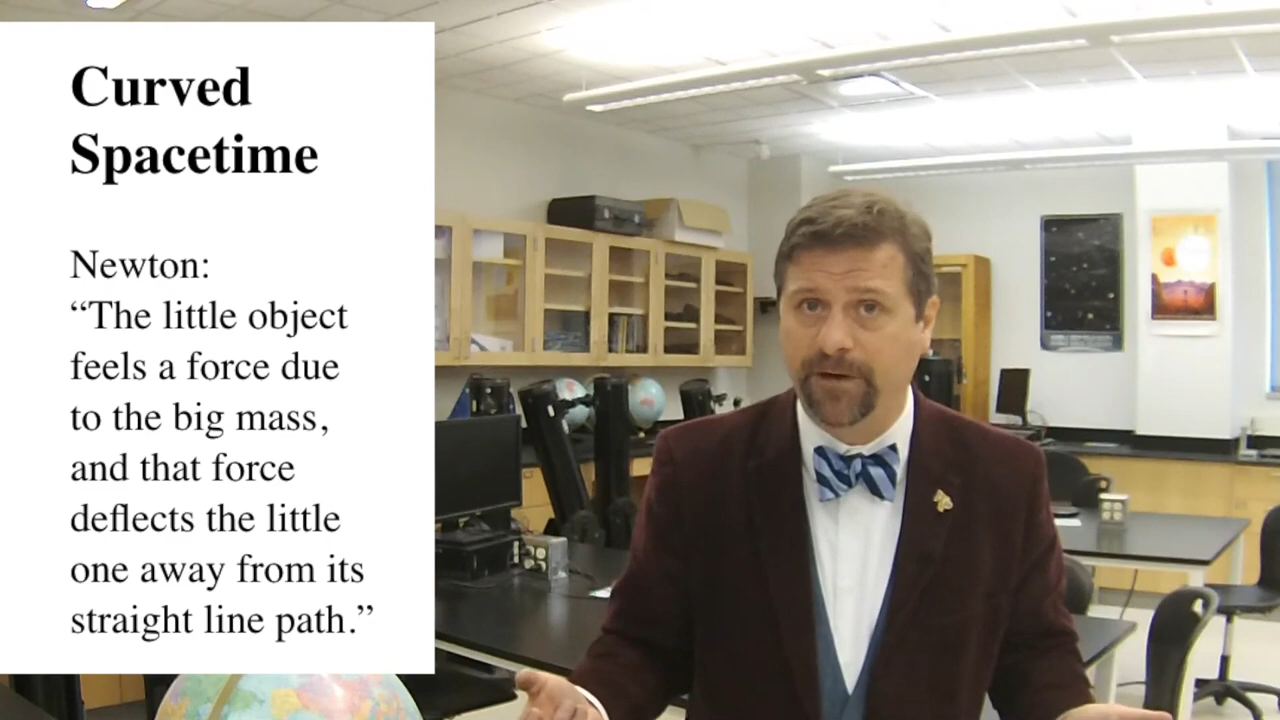 Curved
Spacetime
Newton:
“The little object
feels a force due
to the big mass,
and that force
deflects the little
one away from its
straight line path.”